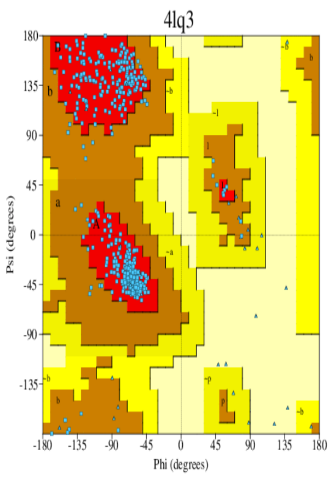 4lq3
180
135
90
45
0
-45
-90
-135
-180
Psi (degrees)
B
A
L
b
a
l
p
~b
~a
~l
~p
~b
b
~b
b
~b
-180
-135
-90
-45
0
45
90
135
180
Phi (degrees)